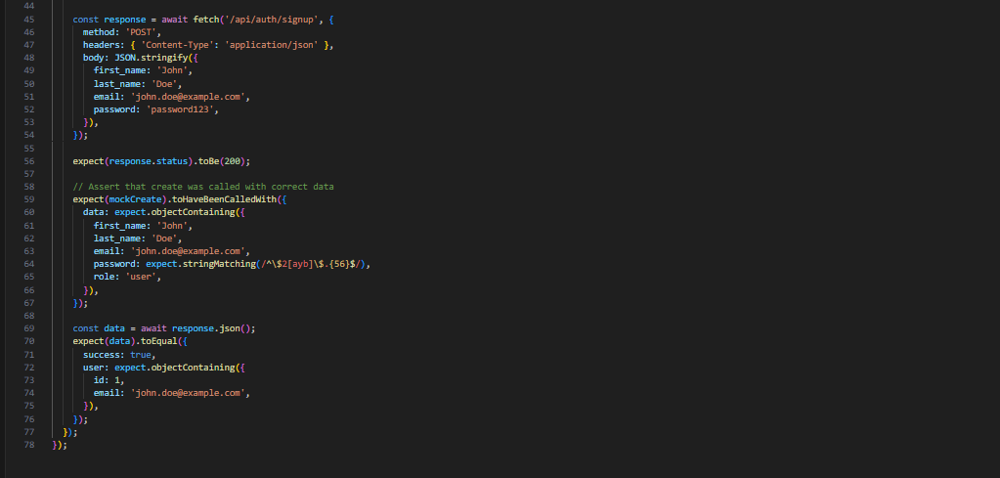 44
45 const response = await fetch('/api/auth/signup', {
46 method: 'POST',
47 headers: { 'Content-Type': 'application/json' },
48 body: JSON.stringify({
49 first_name: 'John',
50 last_name: 'Doe',
51 email: 'john.doe@example.com',
52 password: 'password123',
53 }),
54 });
55
56 expect(response.status).toBe(200);
57
58 // Assert that create was called with correct data
59 expect(mockCreate).toHaveBeenCalledWith({
60 data: expect.objectContaining({
61 first_name: 'John',
62 last_name: 'Doe',
63 email: 'john.doe@example.com',
64 password: expect.stringMatching(/^\$2[ayb]\$.{56}$/),
65 role: 'user',
66 }),
67 });
68
69 const data = await response.json();
70 expect(data).toEqual({
71 success: true,
72 user: expect.objectContaining({
73 id: 1,
74 email: 'john.doe@example.com',
75 }),
76 });
77 });
78 });